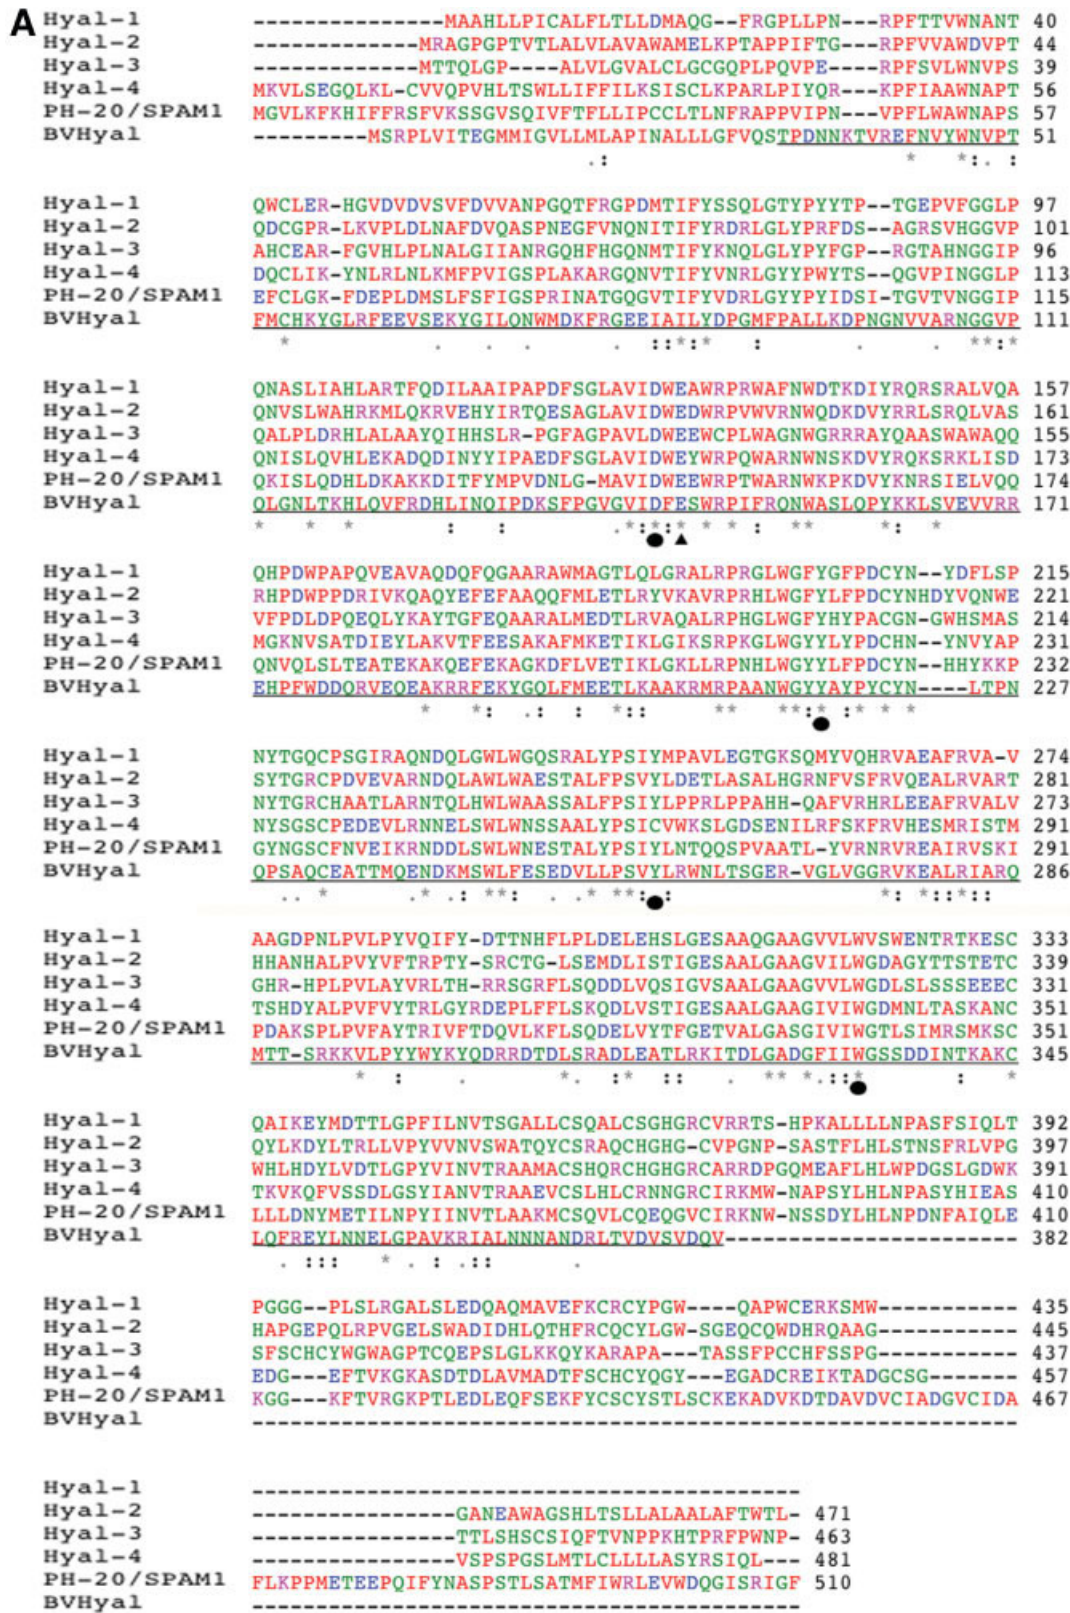 A
Hyal-1 ---------------MAAHLLPICALFLTLLDMAQG--FRGPLLPN---RPFTTVWNANT 40
Hyal-2 -------------MRAGPGPTVTLALVLAVAWAMELKPTAPPIFTG---RPFVVAWDVPT 44
Hyal-3 -------------MTTQLGP----ALVLGVALCLGCGQPLPQVPE----RPFSVLWNVPS 39
Hyal-4 MKVLSEGQLKL-CVVQPVHLTSWLLIFFILKSISCLKPARLPIYQR---KPFIAAWNAPT 56
PH-20/SPAM1 MGVLKFKHIFFRSFVKSSGVSQIVFTFLLIPCCLTLNFRAPPVIPN---VPFLWAWNAPS 57
BVHyal ---------MSRPLVITEGMMIGVLLMLAPINALLLGFVQSTPDNNKTVREFNVYWNVPT 51
.: * *:. :
Hyal-1 QWCLER-HGVDVDVSVFDVVANPGQTFRGPDMTIFYSSQLGTYPYYTP--TGEPVFGGLP 97
Hyal-2 QDCGPR-LKVPLDLNAFDVQASPNEGFVNQNITIFYRDRLGLYPRFDS--AGRSVHGGVP 101
Hyal-3 AHCEAR-FGVHLPLNALGIIANRGQHFHGQNMTIFYKNQLGLYPYFGP--RGTAHNGGIP 96
Hyal-4 DQCLIK-YNLRLNLKMFPVIGSPLAKARGQNVTIFYVNRLGYYPWYTS--QGVPINGGLP 113
PH-20/SPAM1 EFCLGK-FDEPLDMSLFSFIGSPRINATGQGVTIFYVDRLGYYPYIDSI-TGVTVNGGIP 115
BVHyal FMCHKYGLRFEEVSEKYGILQNWMDKFRGEEIAILYDPGMFPALLKDPNGNVVARNGGVP 111
* . . . . ::*:* : . . **:*
Hyal-1 QNASLIAHLARTFQDILAAIPAPDFSGLAVIDWEAWRPRWAFNWDTKDIYRQRSRALVQA 157
Hyal-2 QNVSLWAHRKMLQKRVEHYIRTQESAGLAVIDWEDWRPVWVRNWQDKDVYRRLSRQLVAS 161
Hyal-3 QALPLDRHLALAAYQIHHSLR-PGFAGPAVLDWEEWCPLWAGNWGRRRAYQAASWAWAQQ 155
Hyal-4 QNISLQVHLEKADQDINYYIPAEDFSGLAVIDWEYWRPQWARNWNSKDVYRQKSRKLISD 173
PH-20/SPAM1 QKISLQDHLDKAKKDITFYMPVDNLG-MAVIDWEEWRPTWARNWKPKDVYKNRSIELVQQ 174
BVHyal QLGNLTKHLQVFRDHLINQIPDKSFPGVGVIDFESWRPIFRQNWASLQPYKKLSVEVVRR 171
* * * : : .*:*:* * * : ** *: *
Hyal-1 QHPDWPAPQVEAVAQDQFQGAARAWMAGTLQLGRALRPRGLWGFYGFPDCYN--YDFLSP 215
Hyal-2 RHPDWPPDRIVKQAQYEFEFAAQQFMLETLRYVKAVRPRHLWGFYLFPDCYNHDYVQNWE 221
Hyal-3 VFPDLDPQEQLYKAYTGFEQAARALMEDTLRVAQALRPHGLWGFYHYPACGN-GWHSMAS 214
Hyal-4 MGKNVSATDIEYLAKVTFEESAKAFMKETIKLGIKSRPKGLWGYYLYPDCHN--YNVYAP 231
PH-20/SPAM1 QNVQLSLTEATEKAKQEFEKAGKDFLVETIKLGKLLRPNHLWGYYLFPDCYN--HHYKKP 232
BVHyal EHPFWDDQRVEQEAKRRFEKYGQLFMEETLKAAKRMRPAANWGYYAYPYCYN----LTPN 227
* *: .: : *:: ** **:* :* * *
Hyal-1 NYTGQCPSGIRAQNDQLGWLWGQSRALYPSIYMPAVLEGTGKSQMYVQHRVAEAFRVA-V 274
Hyal-2 SYTGRCPDVEVARNDQLAWLWAESTALFPSVYLDETLASALHGRNFVSFRVQEALRVART 281
Hyal-3 NYTGRCHAATLARNTQLHWLWAASSALFPSIYLPPRLPPAHH-QAFVRHRLEEAFRVALV 273
Hyal-4 NYSGSCPEDEVLRNNELSWLWNSSAALYPSICVWKSLGDSENILRFSKFRVHESMRISTM 291
PH-20/SPAM1 GYNGSCFNVEIKRNDDLSWLWNESTALYPSIYLNTQQSPVAATL-YVRNRVREAIRVSKI 291
BVHyal QPSAQCEATTMQENDKMSWLFESEDVLLPSVYLRWNLTSGER-VGLVGGRVKEALRIARQ 286
.. * * .: **: . . * **: : *: *::*::
Hyal-1 AAGDPNLPVLPYVQIFY-DTTNHFLPLDELEHSLGESAAQGAAGVVLWVSWENTRTKESC 333
Hyal-2 HHANHALPVYVFTRPTY-SRCTG-LSEMDLISTIGESAALGAAGVILWGDAGYTTSTETC 339
Hyal-3 GHR-HPLPVLAYVRLTH-RRSGRFLSQDDLVQSIGVSAALGAAGVVLWGDLSLSSSEEEC 331
Hyal-4 TSHDYALPVFVYTRLGYRDEPLFFLSKQDLVSTIGESAALGAAGIVIWGDMNLTASKANC 351
PH-20/SPAM1 PDAKSPLPVFAYTRIVFTDQVLKFLSQDELVYTFGETVALGASGIVIWGTLSIMRSMKSC 351
BVHyal MTT-SRKKVLPYYWYKYQDRRDTDLSRADLEATLRKITDLGADGFIIWGSSDDINTKAKC 345
* : . *. :* :: . ** *.::* : *
Hyal-1 QAIKEYMDTTLGPFILNVTSGALLCSQALCSGHGRCVRRTS-HPKALLLLNPASFSIQLT 392
Hyal-2 QYLKDYLTRLLVPYVVNVSWATQYCSRAQCHGHG-CVPGNP-SASTFLHLSTNSFRLVPG 397
Hyal-3 WHLHDYLVDTLGPYVINVTRAAMACSHQRCHGHGRCARRDPGQMEAFLHLWPDGSLGDWK 391
Hyal-4 TKVKQFVSSDLGSYIANVTRAAEVCSLHLCRNNGRCIRKMW-NAPSYLHLNPASYHIEAS 410
PH-20/SPAM1 LLLDNYMETILNPYIINVTLAAKMCSQVLCQEQGVCIRKNW-NSSDYLHLNPDNFAIQLE 410
BVHyal LQFREYLNNELGPAVKRIALNNNANDRLTVDVSVDQV----------------------- 382
. ::: * . : .:: .
Hyal-1 PGGG--PLSLRGALSLEDQAQMAVEFKCRCYPGW----QAPWCERKSMW----------- 435
Hyal-2 HAPGEPQLRPVGELSWADIDHLQTHFRCQCYLGW-SGEQCQWDHRQAAG----------- 445
Hyal-3 SFSCHCYWGWAGPTCQEPSLGLKKQYKARAPA---TASSFPCCHFSSPG----------- 437
Hyal-4 EDG---EFTVKGKASDTDLAVMADTFSCHCYQGY---EGADCREIKTADGCSG------- 457
PH-20/SPAM1 KGG---KFTVRGKPTLEDLEQFSEKFYCSCYSTLSCKEKADVKDTDAVDVCIADGVCIDA 467
BVHyal ------------------------------------------------------------
Hyal-1 -------------------------------------------
Hyal-2 ----------------GANEAWAGSHLTSLLALAALAFTWTL- 471
Hyal-3 ----------------TTLSHSCSIQFTVNPPKHTPRFPWNP- 463
Hyal-4 ----------------VSPSPGSLMTLCLLLLASYRSIQL--- 481
PH-20/SPAM1 FLKPPMETEEPQIFYNASPSTLSATMFIWRLEVWDQGISRIGF 510
BVHyal -------------------------------------------